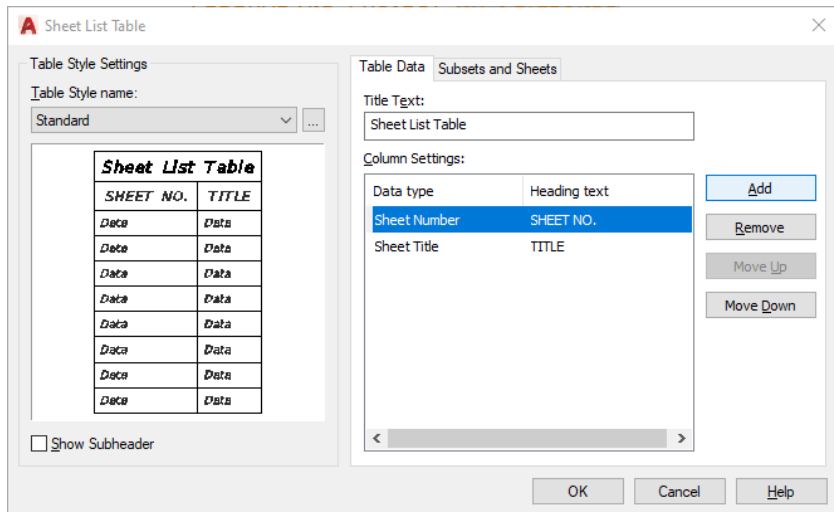 A Sheet List Table
Table Style Settings
Table Style name:
Standard
...
Sheet List Table
SHEET NO. TITLE
Data Data
Data Data
Data Data
Data Data
Data Data
Data Data
Data Data
Data Data
Show Subheader
Table Data Subsets and Sheets
Title Text:
Sheet List Table
Column Settings:
Data type Heading text
Sheet Number SHEET NO.
Sheet Title TITLE
Add
Remove
Move Up
Move Down
OK Cancel Help